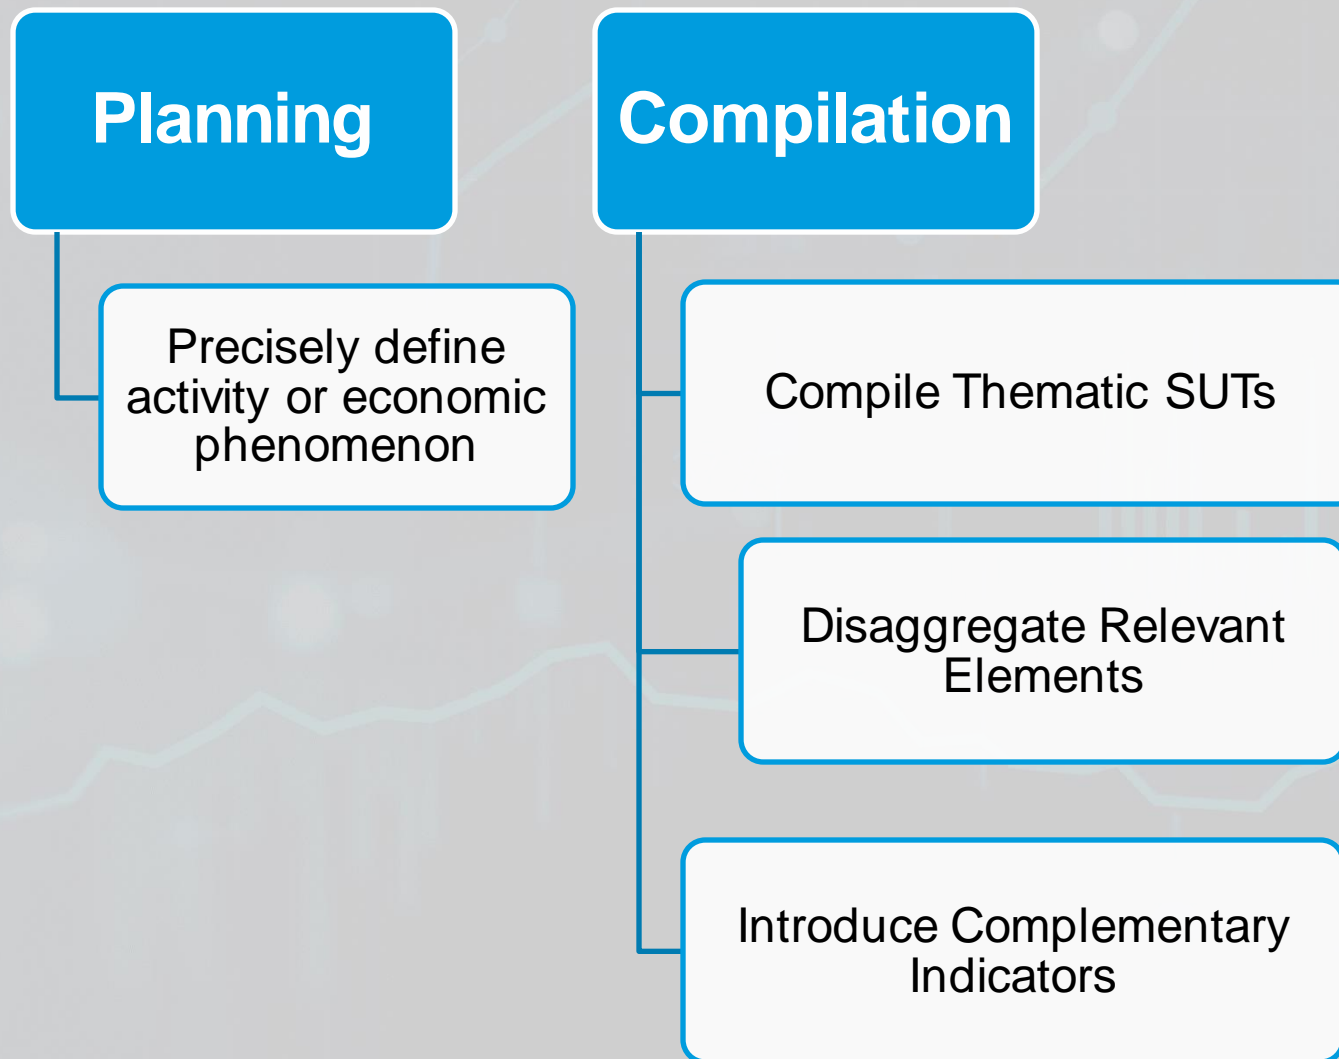 Planning
Precisely define
activity or economic
phenomenon
Compilation
Compile Thematic SUTs
Disaggregate Relevant
Elements
Introduce Complementary
Indicators